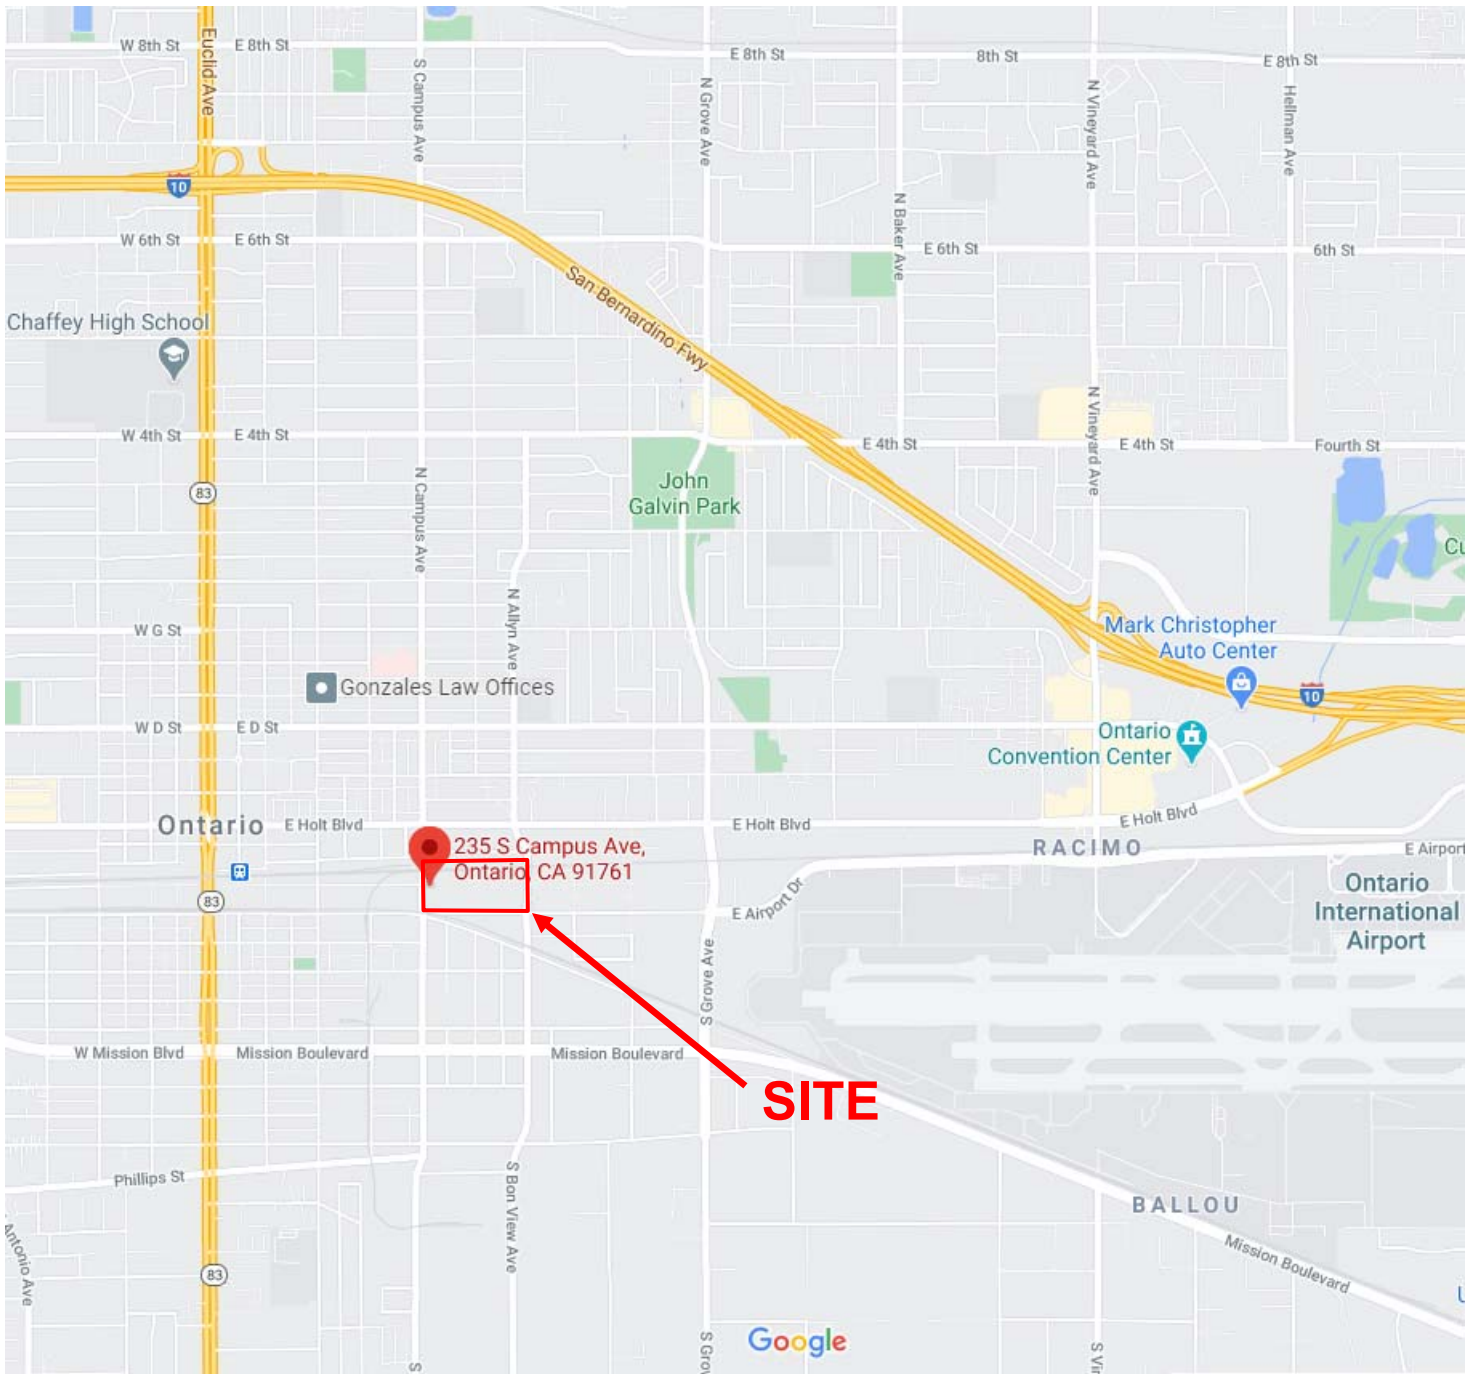 W 8th St
E 8th St
E 8th St
8th St
E 8th St
Euclid Ave
S Campus Ave
N Grove Ave
N Vineyard Ave
Hellman Ave
10
N Baker Ave
W 6th St
E 6th St
E 6th St
6th St
San Bernardino Fwy
Chaffey High School
N Vineyard Ave
W 4th St
E 4th St
E 4th St
E 4th St
Fourth St
83
N Campus Ave
John
Galvin Park
Cu
N Allyn Ave
W G St
Mark Christopher
Auto Center
Gonzales Law Offices
10
W D St
E D St
Ontario
Convention Center
Ontario
E Holt Blvd
E Holt Blvd
E Holt Blvd
235 S Campus Ave,
Ontario, CA 91761
RACIMO
E Airport
83
E Airport Dr
Ontario
International
Airport
S Grove Ave
W Mission Blvd
Mission Boulevard
Mission Boulevard
SITE
Phillips St
S Bon View Ave
BALLOU
Antonio Ave
Mission Boulevard
83
Google
S Grov
S Vin
S